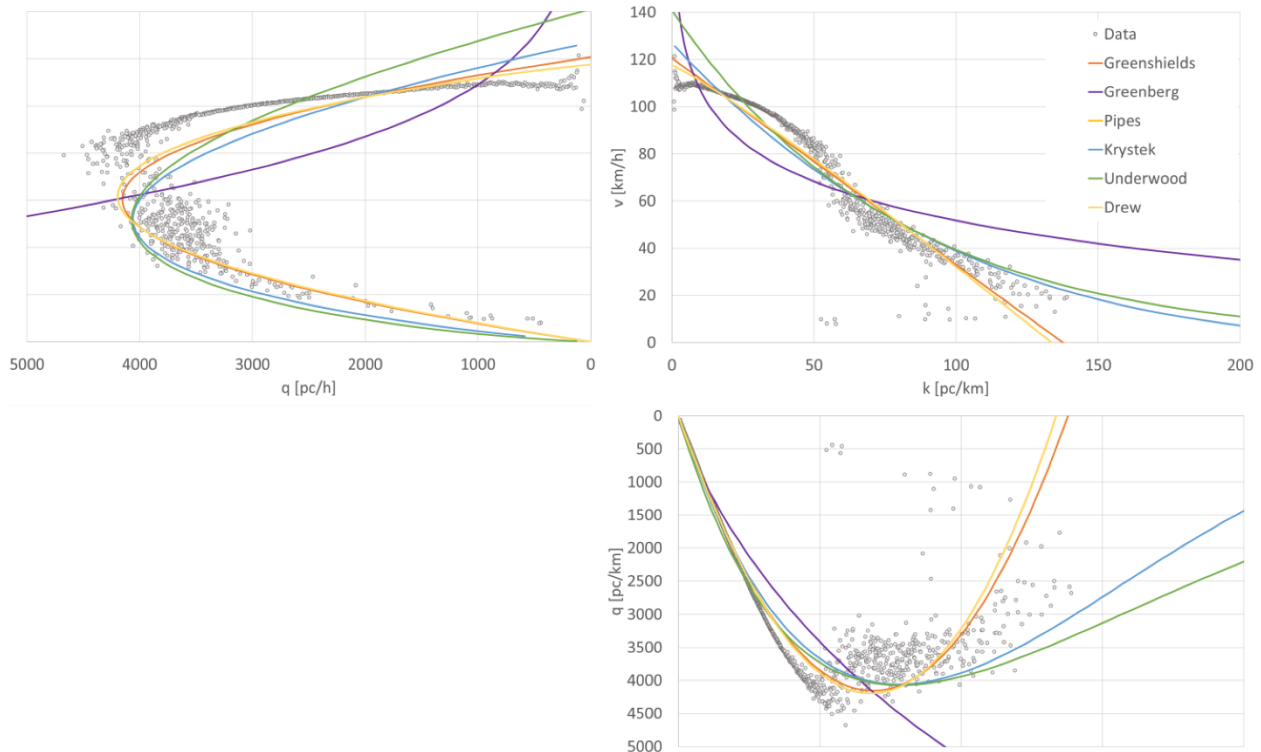 5000 4000 3000 2000 1000 0
q [pc/h]
140
120
100
80
60
40
20
0
v [km/h]
0 50 100 150 200
k [pc/km]
Data
Greenshields
Greenberg
Pipes
Krystek
Underwood
Drew
0
500
1000
1500
2000
2500
3000
3500
4000
4500
5000
q [pc/km]